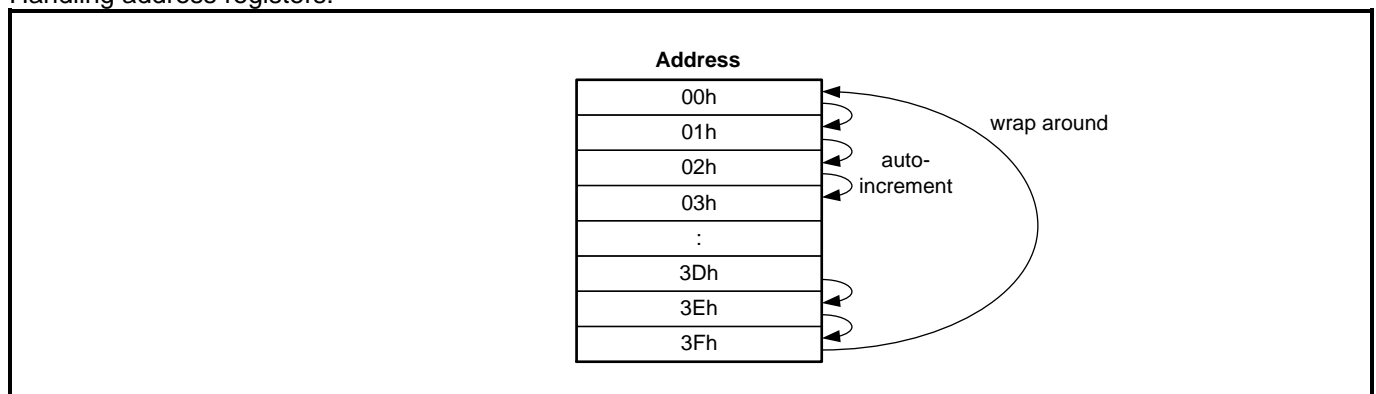 Handling address registers:
Address
00h
01h
wrap around
02h
auto-
increment
03h
:
3Dh
3Eh
3Fh